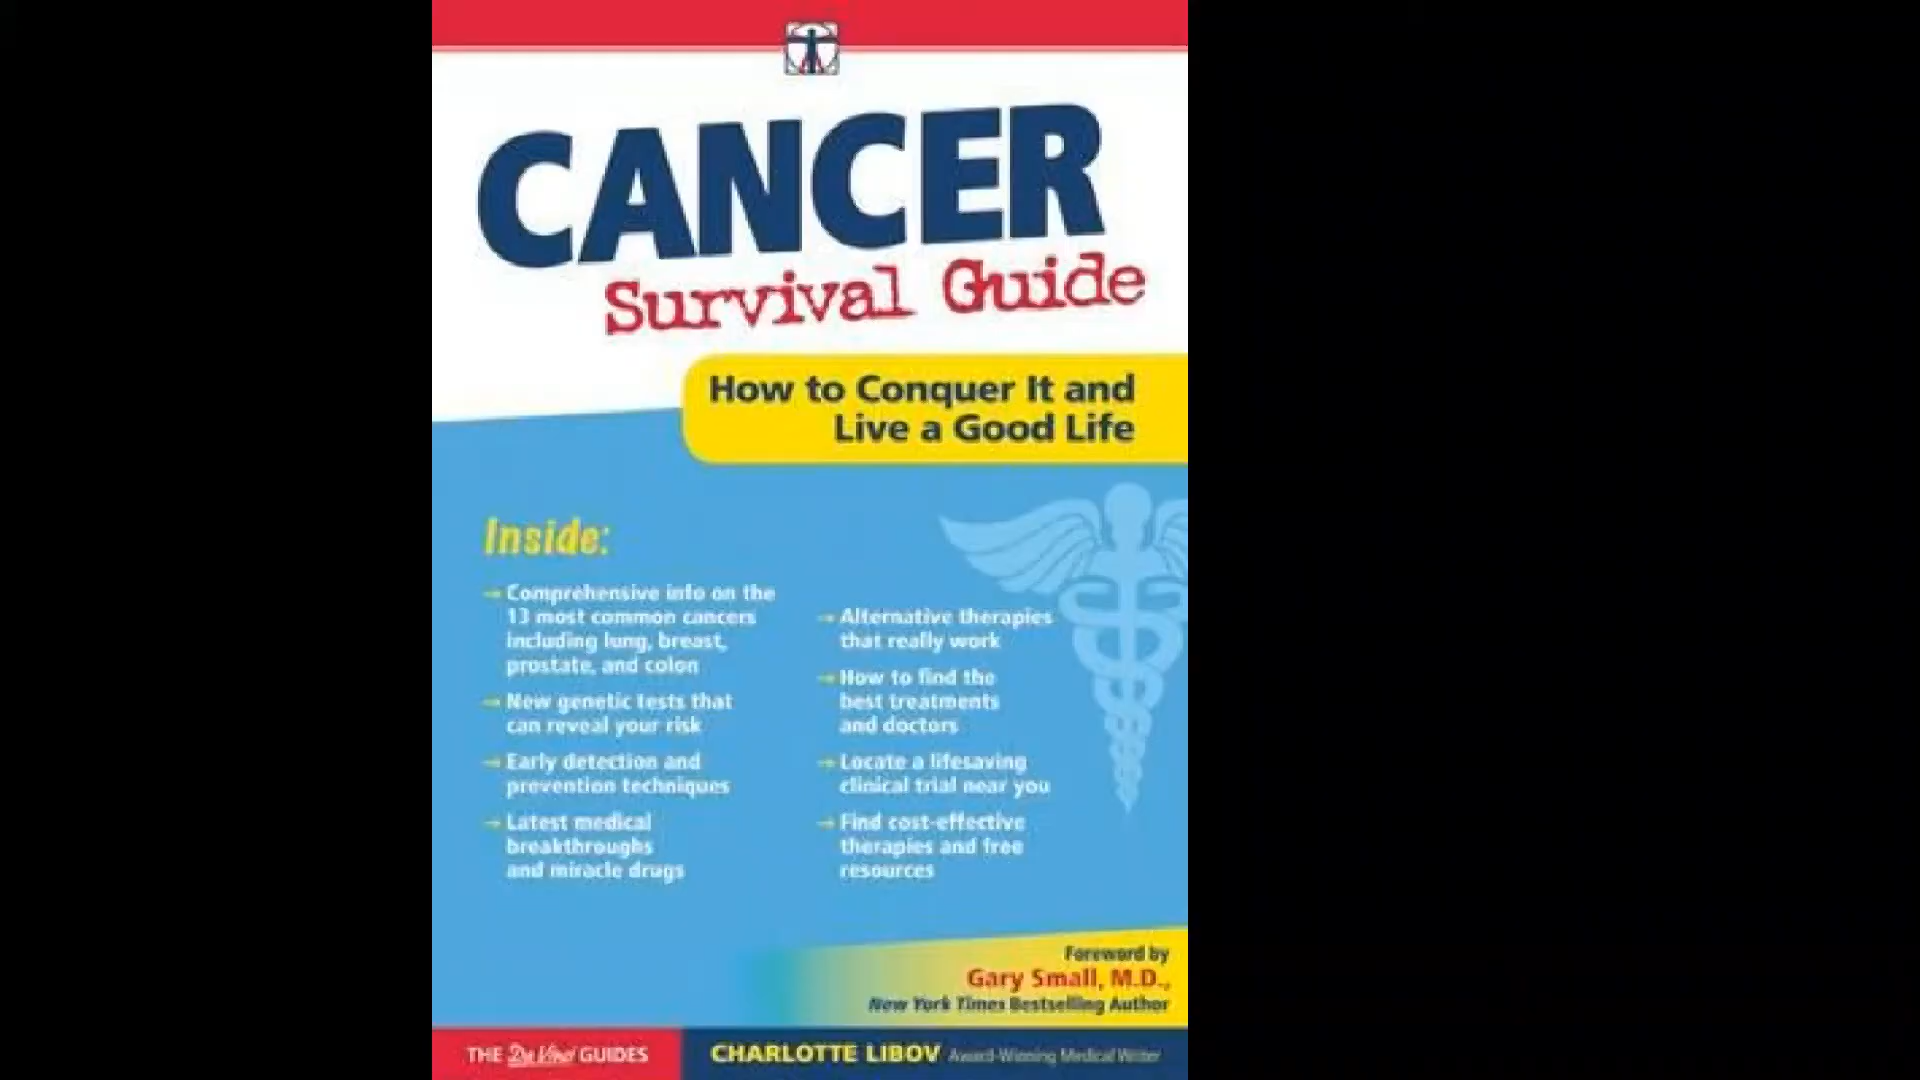 CANCER
Survival Guide
How to Conquer It and
Live a Good Life
Inside:
→ Comprehensive info on the
13 most common cancers
including lung, breast,
prostate, and colon
→ New genetic tests that
can reveal your risk
→ Early detection and
prevention techniques
→ Latest medical
breakthroughs
and miracle drugs
→ Alternative therapies
that really work
→ How to find the
best treatments
and doctors
→ Locate a lifesaving
clinical trial near you
→ Find cost-effective
therapies and free
resources
Foreword by
Gary Small, M.D.,
New York Times Bestselling Author
THE Da Vinci GUIDES
CHARLOTTE LIBOV Award-Winning Medical Writer